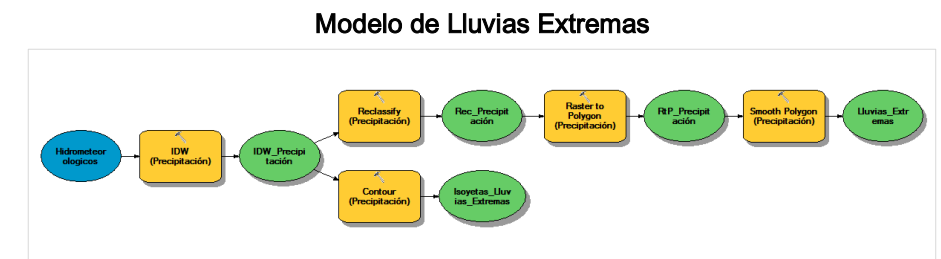 Modelo de Lluvias Extremas
Hidrometeor
ologicos
IDW
(Precipitación)
IDW_Precipi
tación
Reclassify
(Precipitación)
Rec_Precipit
ación
Raster to
Polygon
(Precipitación)
RtP_Precipit
ación
Smooth Polygon
(Precipitación)
Lluvias_Extr
emas
Contour
(Precipitación)
Isoyetas_Lluv
ias_Extremas